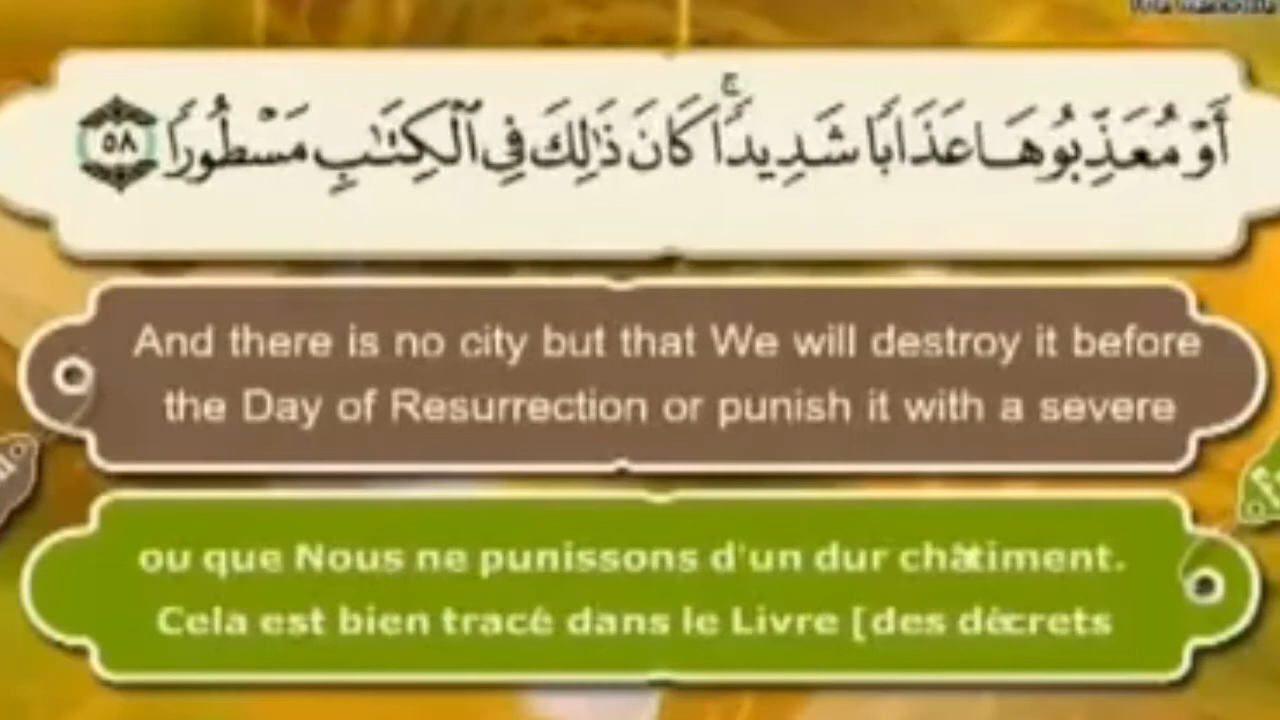 أَوْ مُعَذِّبُوهَا عَذَابًا شَدِيدًا ۚ كَانَ ذَٰلِكَ فِى ٱلْكِتَـٰبِ مَسْطُورًا ٥٨
And there is no city but that We will destroy it before
the Day of Resurrection or punish it with a severe
ou que Nous ne punissons d'un dur châtiment.
Cela est bien tracé dans le Livre [des décrets